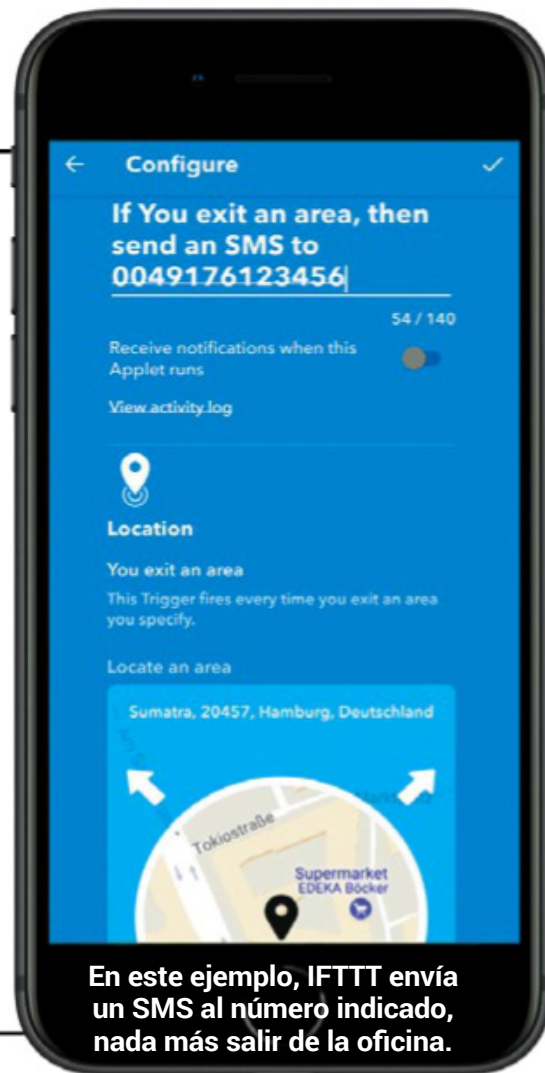 Configure
If You exit an area, then
send an SMS to
0049176123456
54 / 140
Receive notifications when this
Applet runs
View activity log
Location
You exit an area
This Trigger fires every time you exit an area
you specify.
Locate an area
Sumatra, 20457, Hamburg, Deutschland
Tokiostraße
Supermarket
EDEKA Böcker
En este ejemplo, IFTTT envía
un SMS al número indicado,
nada más salir de la oficina.